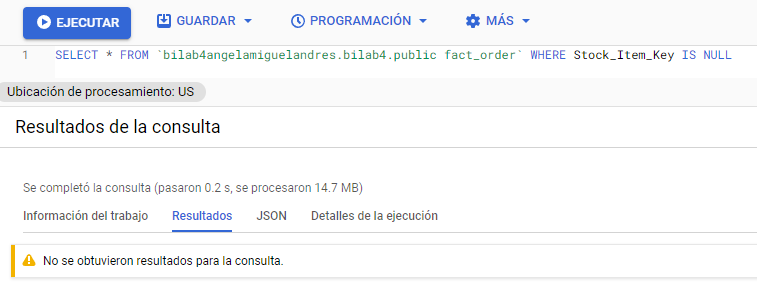 EJECUTAR GUARDAR PROGRAMACIÓN MÁS
1 SELECT * FROM `bilab4angelamiguelandres.bilab4.public fact_order` WHERE Stock_Item_Key IS NULL
Ubicación de procesamiento: US
Resultados de la consulta
Se completó la consulta (pasaron 0.2 s, se procesaron 14.7 MB)
Información del trabajo Resultados JSON Detalles de la ejecución
No se obtuvieron resultados para la consulta.